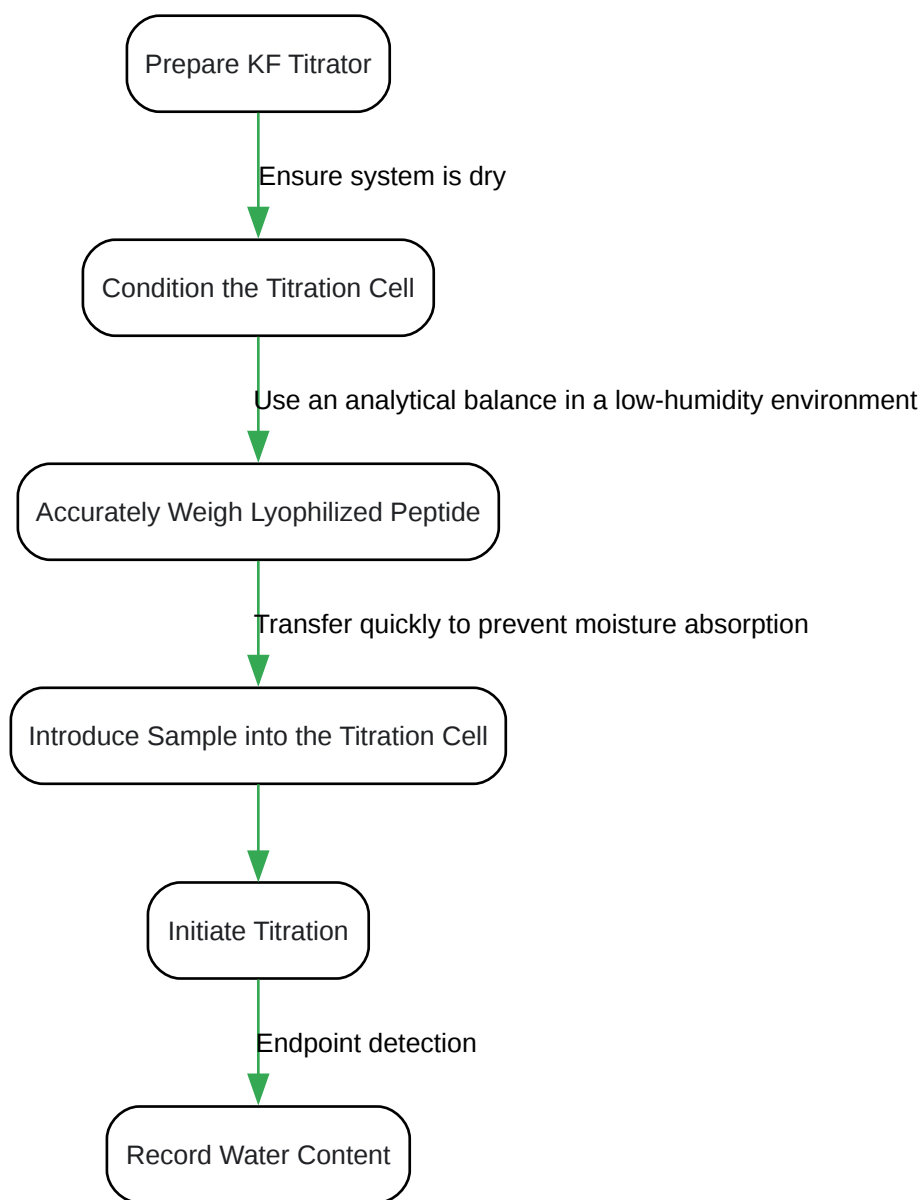 Prepare KF Titrator
Ensure system is dry
Condition the Titration Cell
Use an analytical balance in a low-humidity environment
Accurately Weigh Lyophilized Peptide
Transfer quickly to prevent moisture absorption
Introduce Sample into the Titration Cell
Initiate Titration
Endpoint detection
Record Water Content